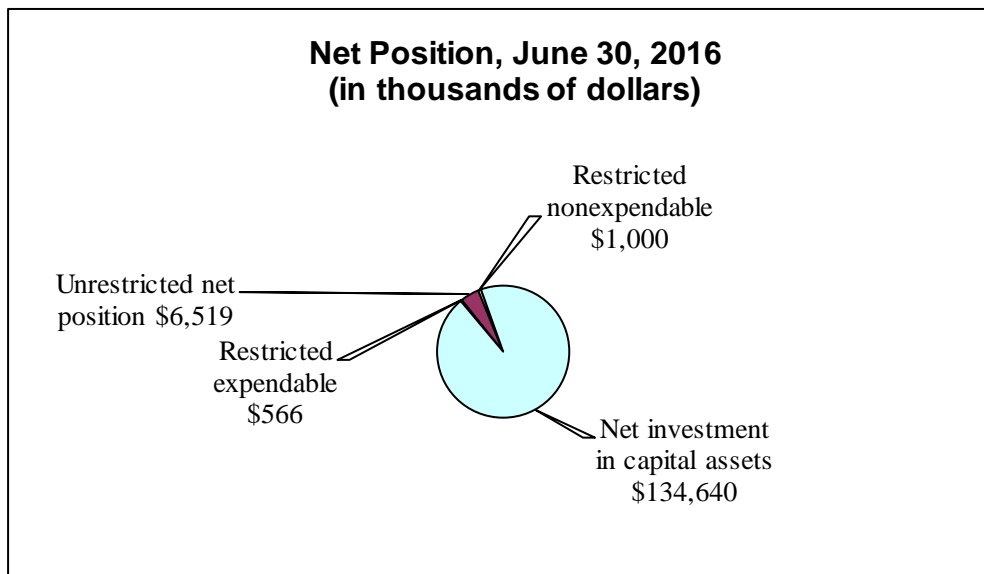 Net Position, June 30, 2016
(in thousands of dollars)
Restricted
nonexpendable
$1,000
Unrestricted net
position $6,519
Restricted
expendable
$566
Net investment
in capital assets
$134,640